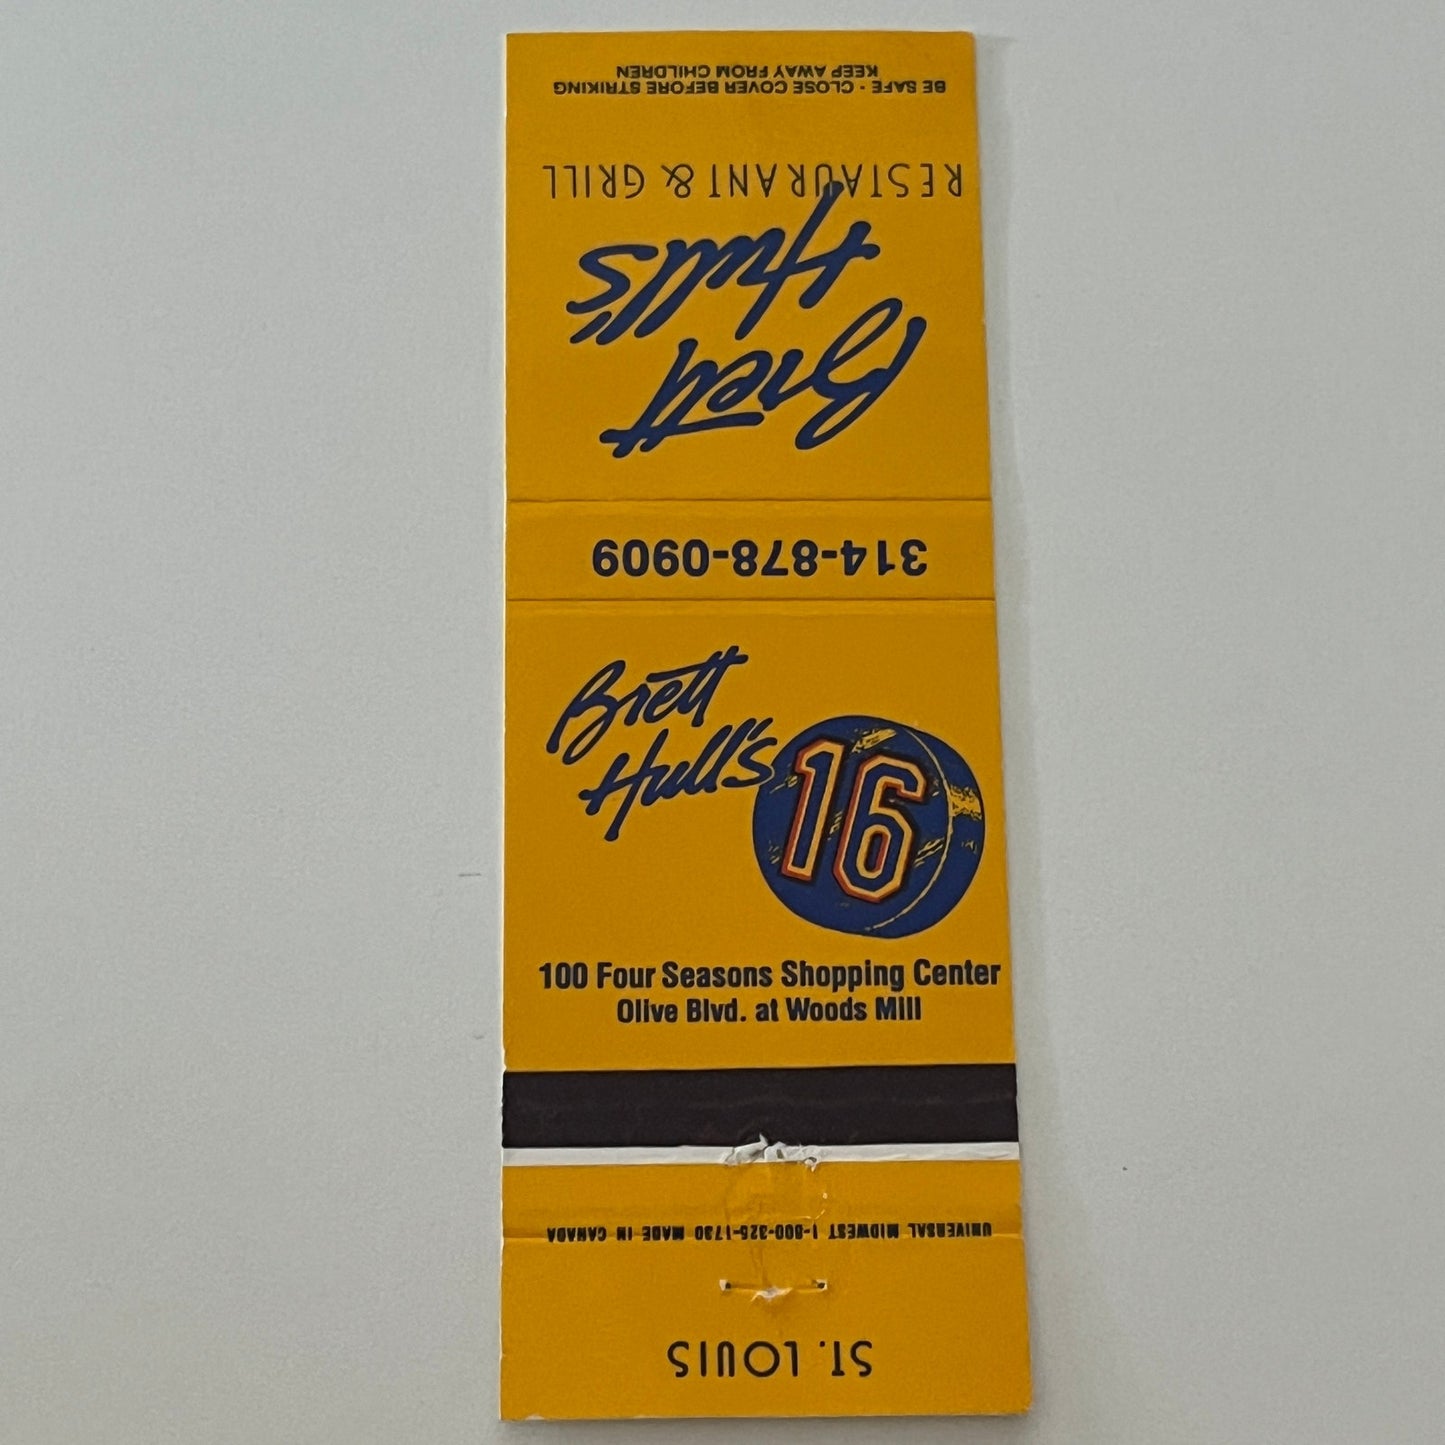 BE SAFE - CLOSE COVER BEFORE STRIKING
KEEP AWAY FROM CHILDREN
RESTAURANT & GRILL
Brett
Hull's
314-878-0909
Brett
Hull's
16
100 Four Seasons Shopping Center
Olive Blvd. at Woods Mill
UNIVERSAL MIDWEST 1-800-325-1730 MADE IN CANADA
ST. LOUIS